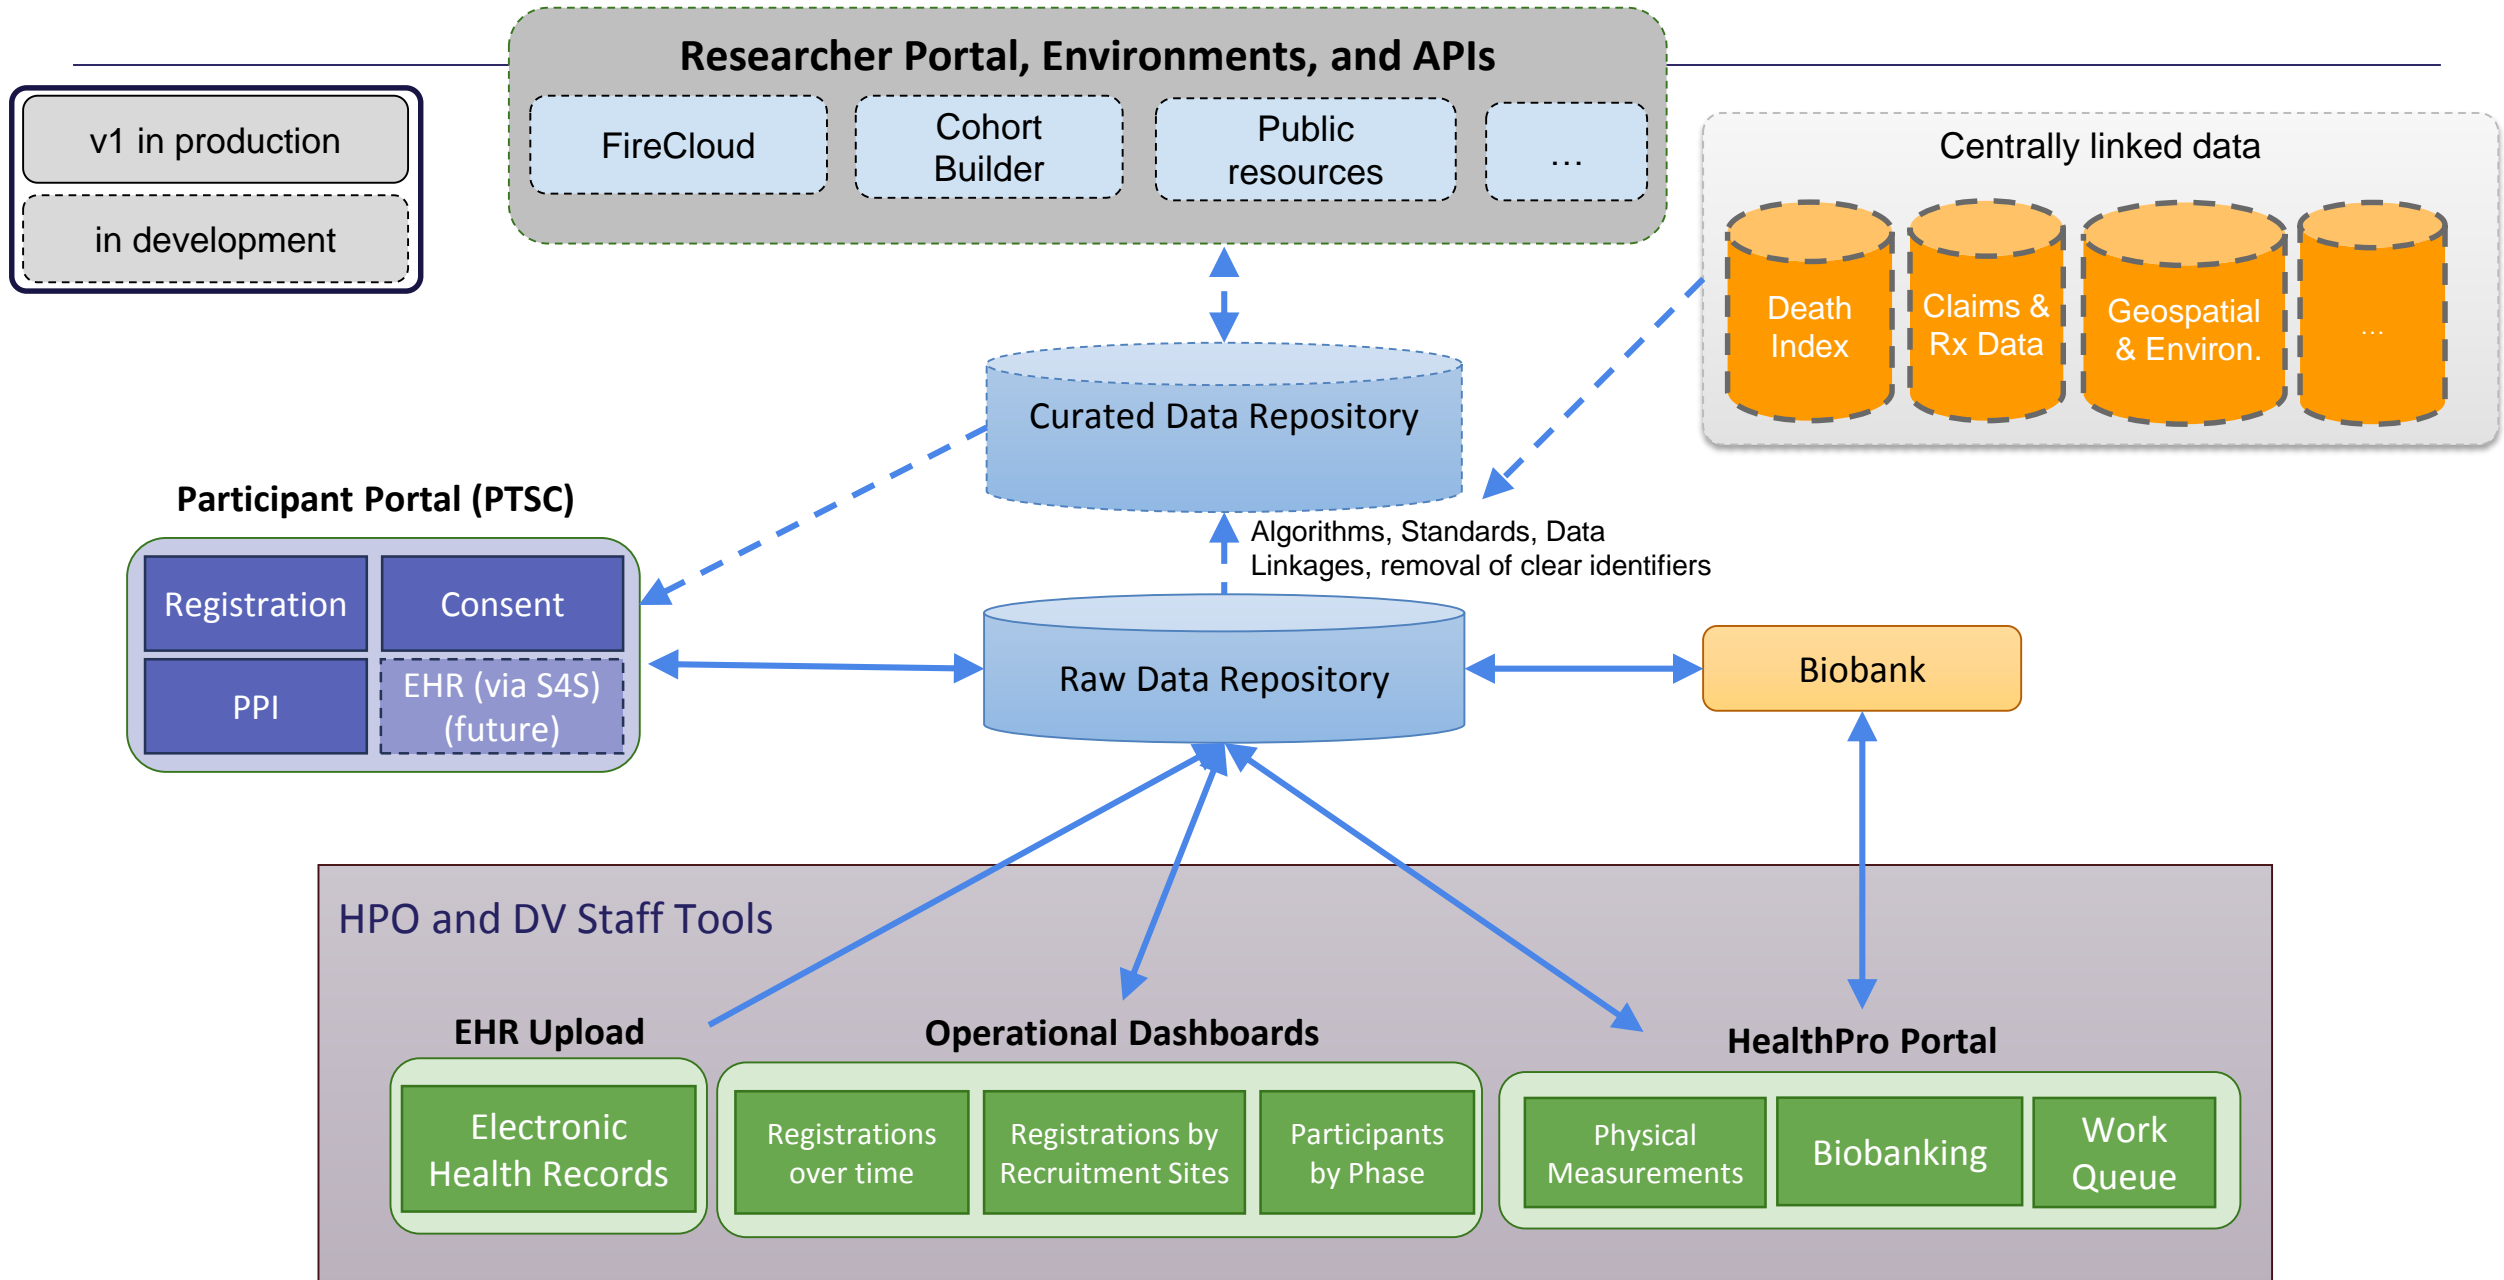 Researcher Portal, Environments, and APIs
v1 in production
in development
FireCloud
Cohort
Builder
Public
resources
...
Centrally linked data
Death
Index
Claims &
Rx Data
Geospatial
& Environ.
...
Curated Data Repository
Participant Portal (PTSC)
Registration
Consent
PPI
EHR (via S4S)
(future)
Algorithms, Standards, Data
Linkages, removal of clear identifiers
Raw Data Repository
Biobank
HPO and DV Staff Tools
EHR Upload
Electronic
Health Records
Operational Dashboards
Registrations
over time
Registrations by
Recruitment Sites
Participants
by Phase
HealthPro Portal
Physical
Measurements
Biobanking
Work
Queue